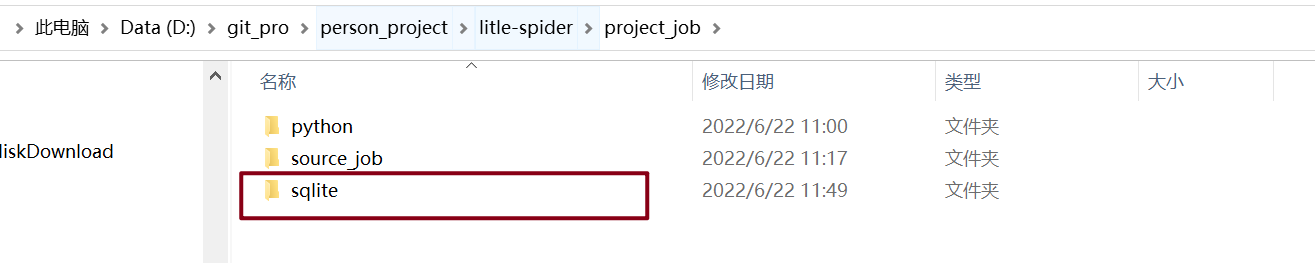 此电脑 > Data (D:) > git_pro > person_project > litle-spider > project_job >
名称 修改日期 类型 大小
python 2022/6/22 11:00 文件夹
liskDownload
source_job 2022/6/22 11:17 文件夹
sqlite 2022/6/22 11:49 文件夹